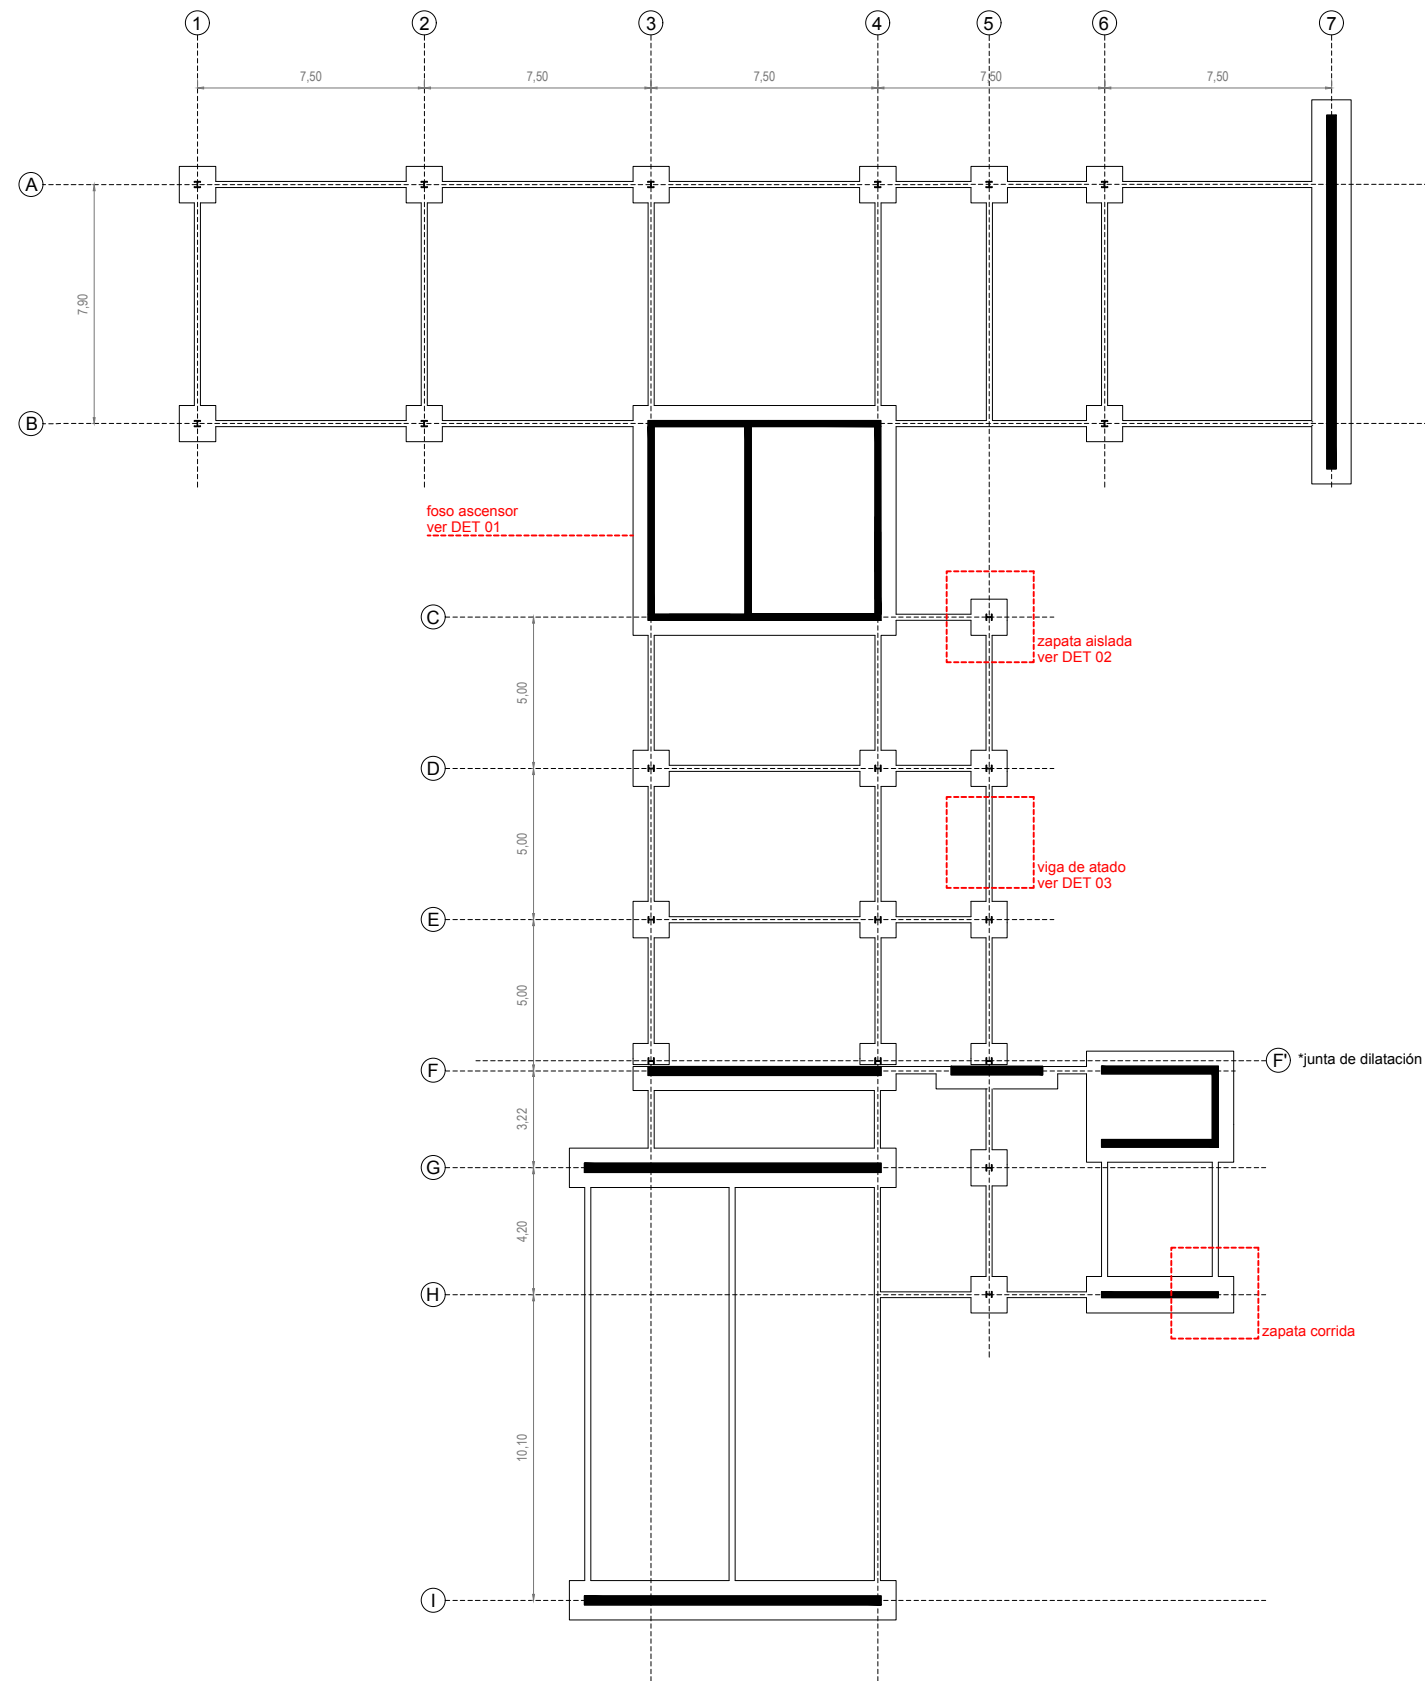 1 2 3 4 5 6 7
7,50 7,50 7,50 7,50 7,50
A
7,90
B
foso ascensor
ver DET 01
C
zapata aislada
ver DET 02
5,00
D
5,00
viga de atado
ver DET 03
E
5,00
F' *junta de dilatación
F
3,22
G
4,20
H
zapata corrida
10,10
I